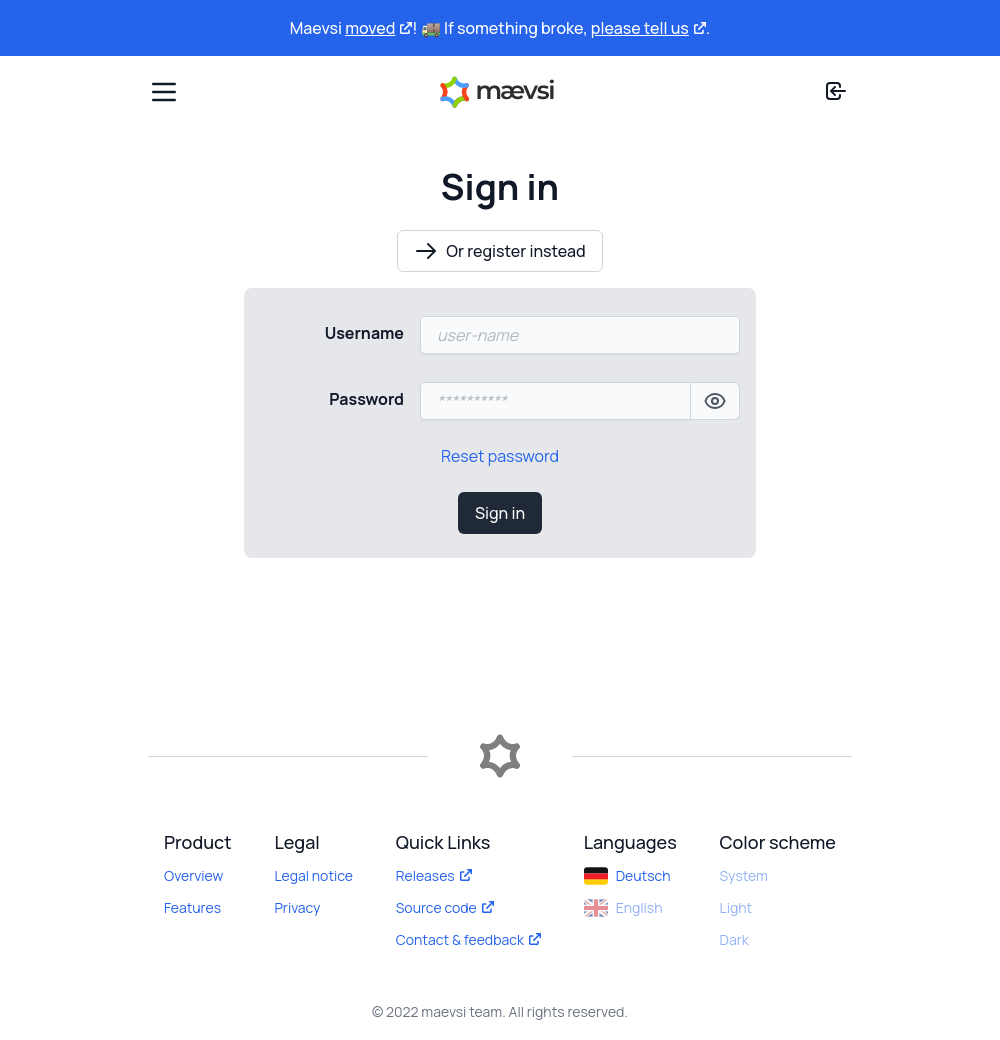 Maevsi moved ! 🚚 If something broke, please tell us .
mævsi
Sign in
Or register instead
Username
user-name
Password
**********
Reset password
Sign in
Product
Overview
Features
Legal
Legal notice
Privacy
Quick Links
Releases
Source code
Contact & feedback
Languages
Deutsch
English
Color scheme
System
Light
Dark
© 2022 maevsi team. All rights reserved.